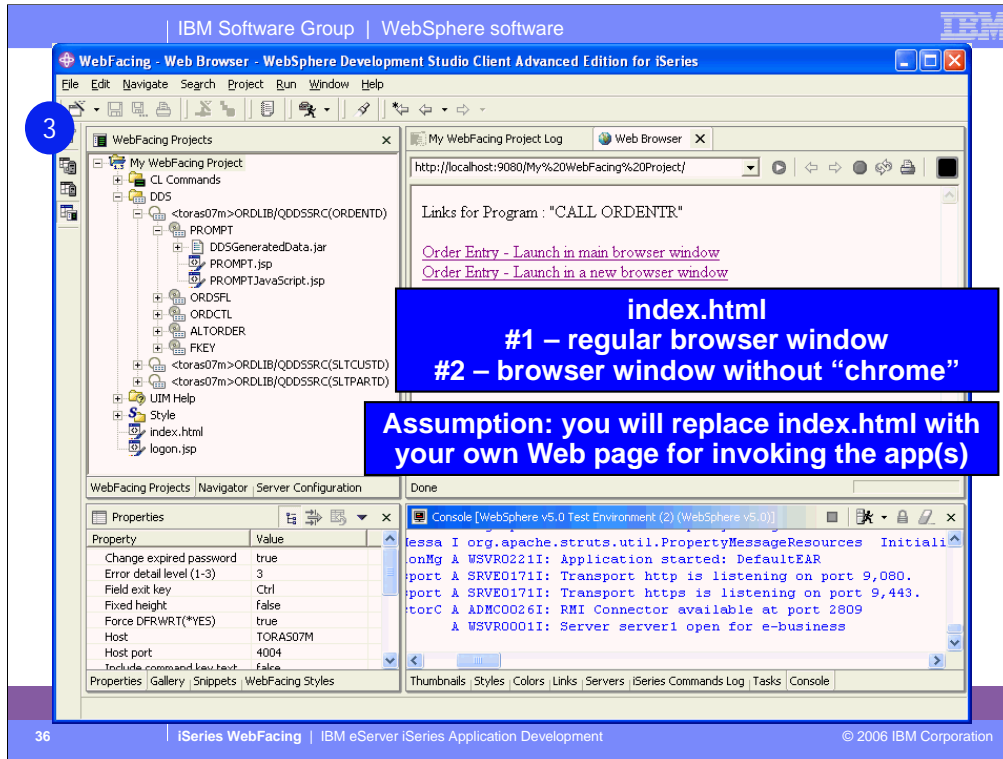 IBM Software Group | WebSphere software
IBM
WebFacing - Web Browser - WebSphere Development Studio Client Advanced Edition for iSeries
File Edit Navigate Search Project Run Window Help
3
WebFacing Projects
My WebFacing Project
CL Commands
DDS
<toras07m>ORDLIB/QDDSSRC(ORDENTD)
PROMPT
DDSGeneratedData.jar
PROMPT.jsp
PROMPTJavaScript.jsp
ORDSFL
ORDCTL
ALTORDER
FKEY
<toras07m>ORDLIB/QDDSSRC(SLTCUSTD)
<toras07m>ORDLIB/QDDSSRC(SLTPARTD)
UIM Help
Style
index.html
logon.jsp
WebFacing Projects Navigator Server Configuration
My WebFacing Project Log Web Browser
http://localhost:9080/My%20WebFacing%20Project/
Links for Program : "CALL ORDENTR"
Order Entry - Launch in main browser window
Order Entry - Launch in a new browser window
index.html
#1 – regular browser window
#2 – browser window without “chrome”
Assumption: you will replace index.html with
your own Web page for invoking the app(s)
Done
Properties
Property Value
Change expired password true
Error detail level (1-3) 3
Field exit key Ctrl
Fixed height false
Force DFRWRT(*YES) true
Host TORAS07M
Host port 4004
Include command key text false
Properties Gallery Snippets WebFacing Styles
Console [WebSphere v5.0 Test Environment (2) (WebSphere v5.0)]
Messa I org.apache.struts.util.PropertyMessageResources Initiali
onMg A WSVR0221I: Application started: DefaultEAR
sport A SRVE0171I: Transport http is listening on port 9,080.
sport A SRVE0171I: Transport https is listening on port 9,443.
torC A ADMC0026I: RMI Connector available at port 2809
A WSVR0001I: Server server1 open for e-business
Thumbnails Styles Colors Links Servers iSeries Commands Log Tasks Console
36 iSeries WebFacing | IBM eServer iSeries Application Development © 2006 IBM Corporation